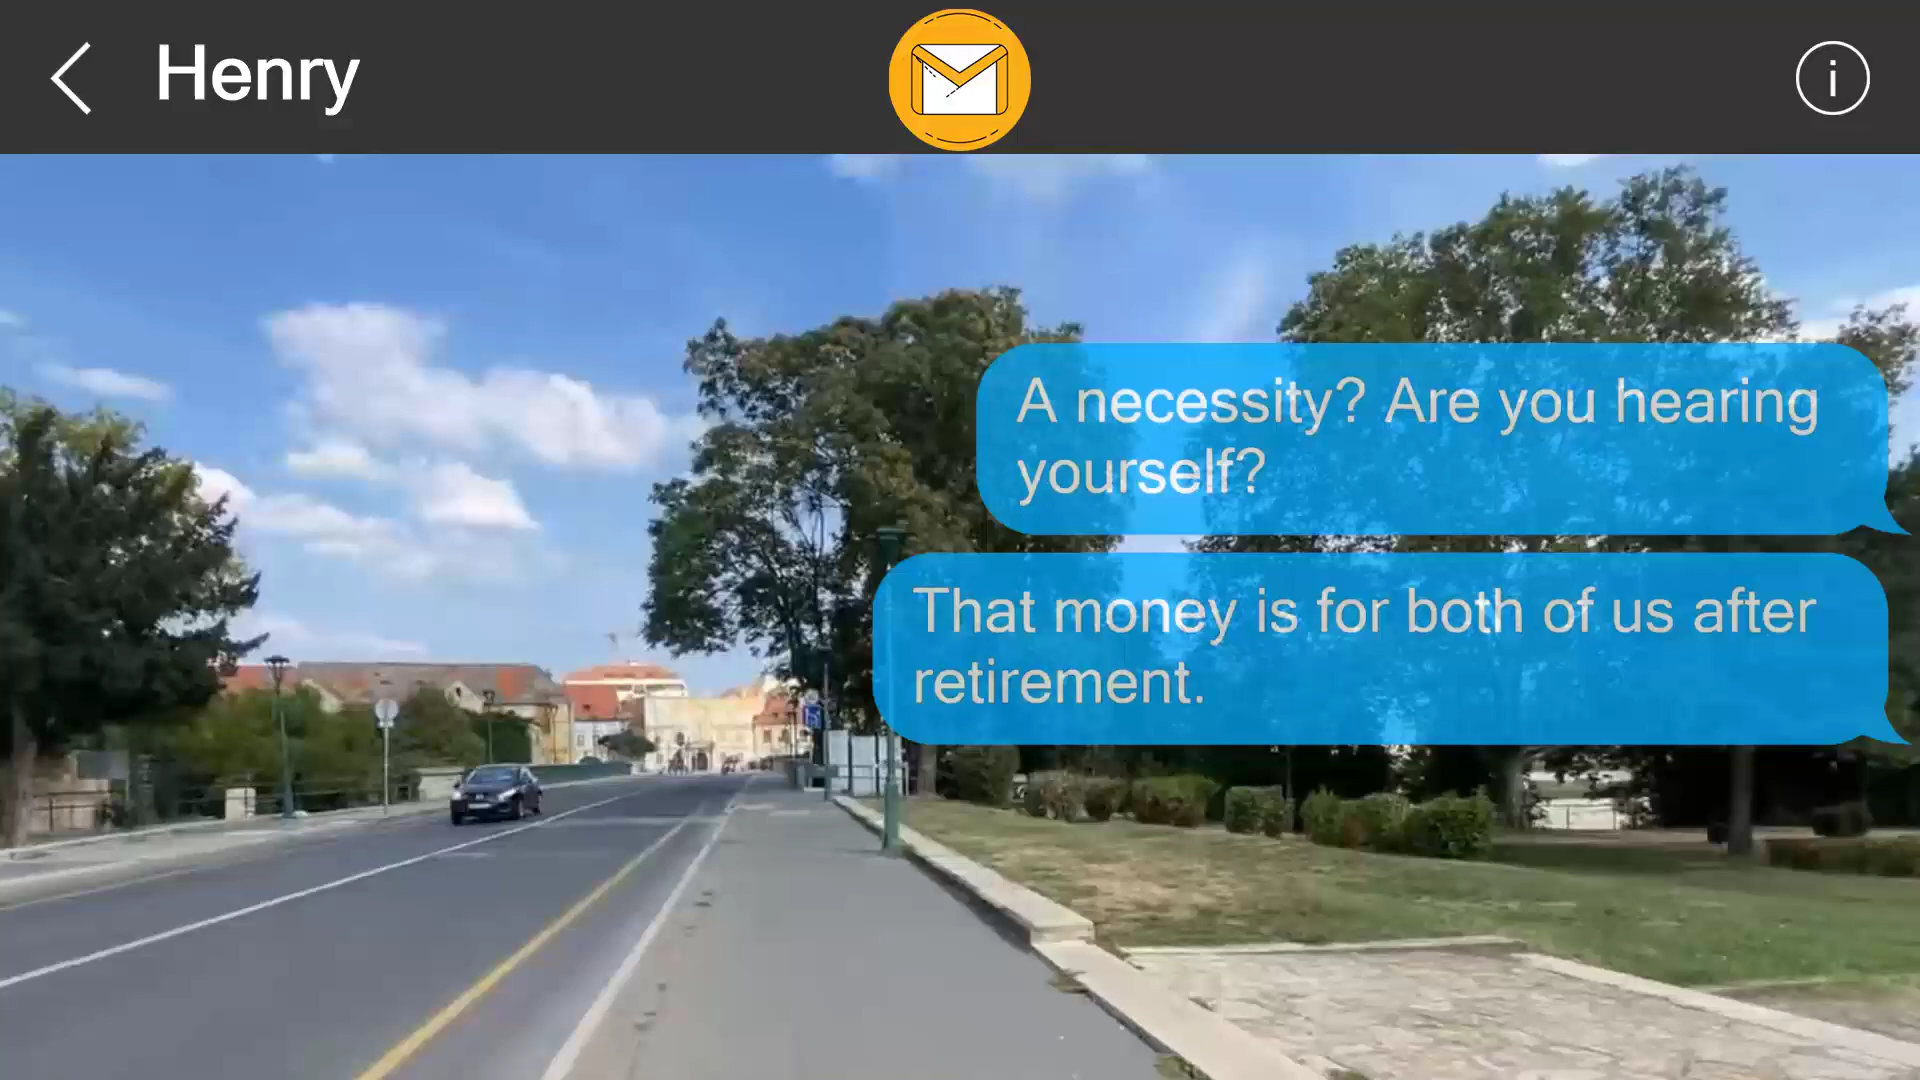 Henry
A necessity? Are you hearing
yourself?
That money is for both of us after
retirement.